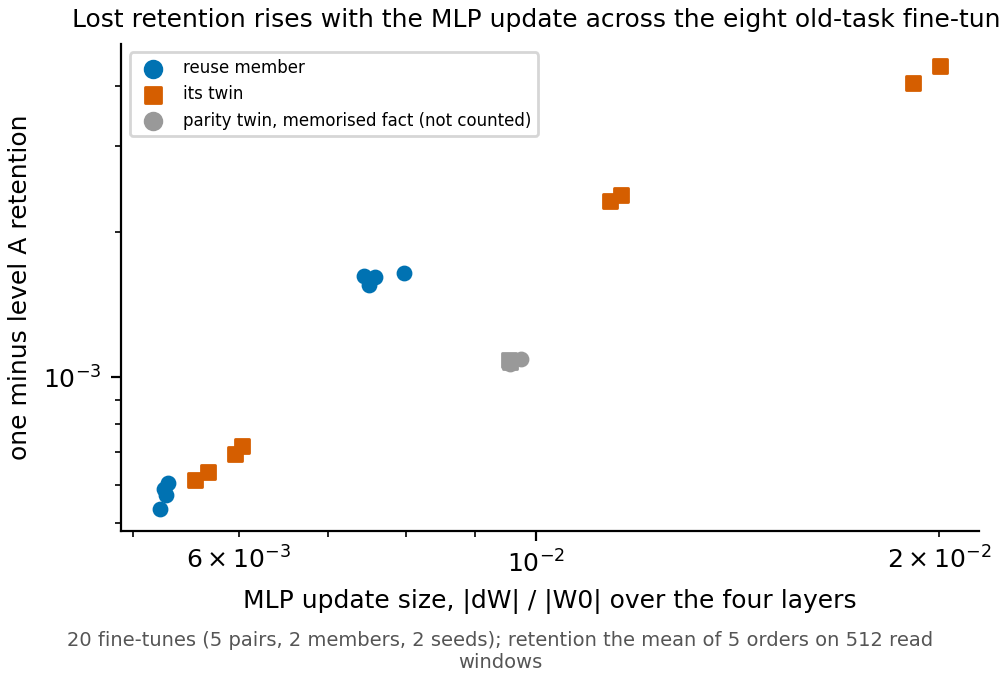 Lost retention rises with the MLP update across the eight old-task fine-tun
reuse member
its twin
parity twin, memorised fact (not counted)
one minus level A retention
10⁻³
6 × 10⁻³
10⁻²
2 × 10⁻²
MLP update size, |dW| / |W0| over the four layers
20 fine-tunes (5 pairs, 2 members, 2 seeds); retention the mean of 5 orders on 512 read
windows